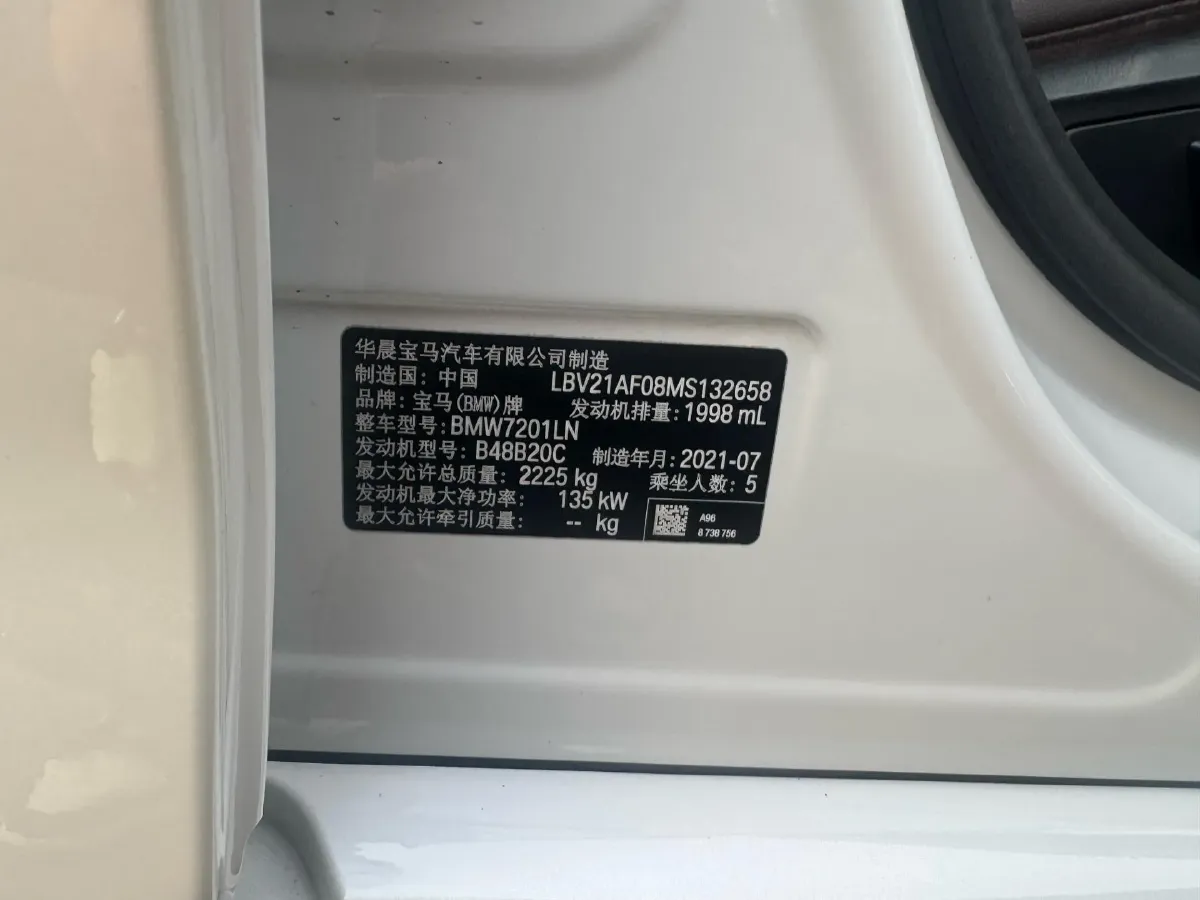 华晨宝马汽车有限公司制造
制造国：中国 LBV21AF08MS132658
品牌：宝马(BMW)牌 发动机排量：1998 mL
整车型号：BMW7201LN
发动机型号：B48B20C 制造年月：2021-07
最大允许总质量：2225 kg 乘坐人数：5
发动机最大净功率： 135 kW
最大允许牵引质量： -- kg
A96
8 738 756